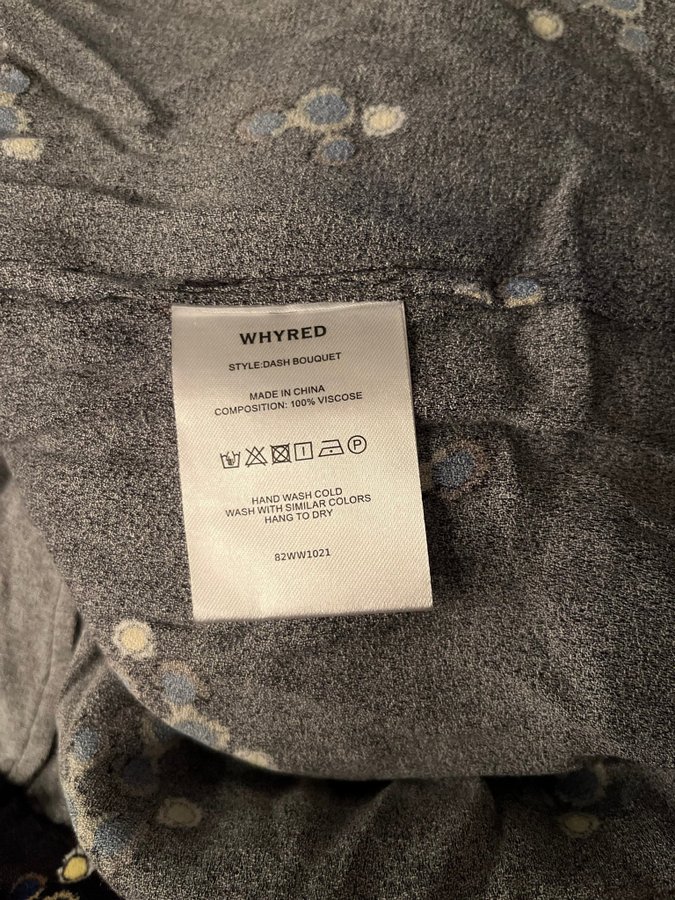 WHYRED
STYLE:DASH BOUQUET
MADE IN CHINA
COMPOSITION: 100% VISCOSE
P
HAND WASH COLD
WASH WITH SIMILAR COLORS
HANG TO DRY
82WW1021